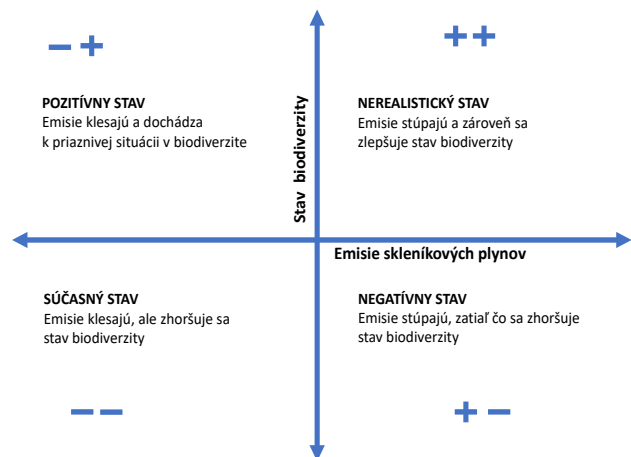 − +
+ +
POZITÍVNY STAV
Emisie klesajú a dochádza
k priaznivej situácii v biodiverzite
NEREALISTICKÝ STAV
Emisie stúpajú a zároveň sa
zlepšuje stav biodiverzity
Stav biodiverzity
Emisie skleníkových plynov
SÚČASNÝ STAV
Emisie klesajú, ale zhoršuje sa
stav biodiverzity
NEGATÍVNY STAV
Emisie stúpajú, zatiaľ čo sa zhoršuje
stav biodiverzity
− −
+ −